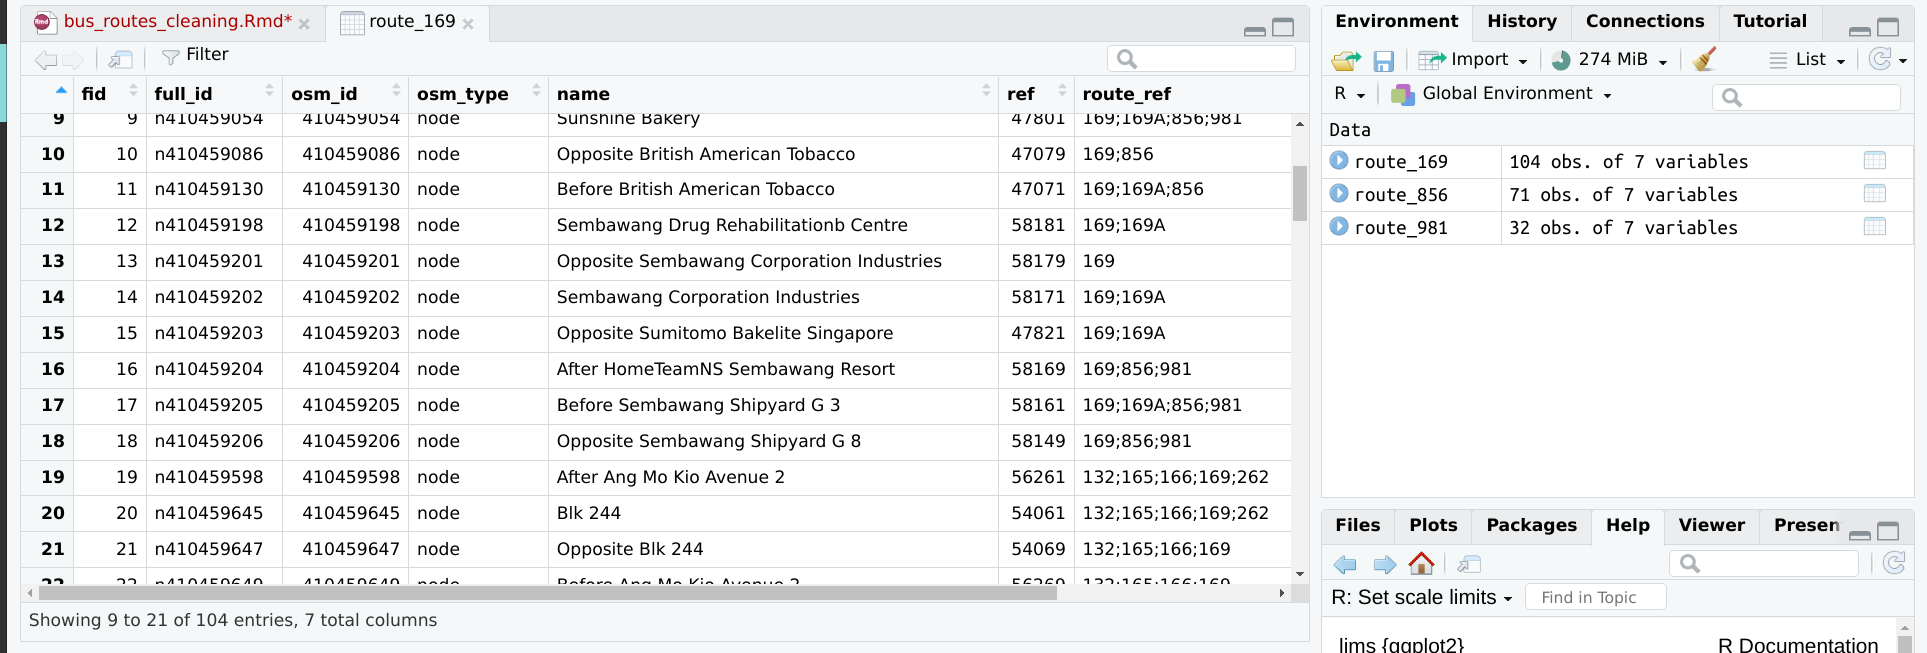 bus_routes_cleaning.Rmd* route_169
Filter
fid full_id osm_id osm_type name ref route_ref
9 9 n410459054 410459054 node Sunshine Bakery 47801 169;169A;856;981
10 10 n410459086 410459086 node Opposite British American Tobacco 47079 169;856
11 11 n410459130 410459130 node Before British American Tobacco 47071 169;169A;856
12 12 n410459198 410459198 node Sembawang Drug Rehabilitationb Centre 58181 169;169A
13 13 n410459201 410459201 node Opposite Sembawang Corporation Industries 58179 169
14 14 n410459202 410459202 node Sembawang Corporation Industries 58171 169;169A
15 15 n410459203 410459203 node Opposite Sumitomo Bakelite Singapore 47821 169;169A
16 16 n410459204 410459204 node After HomeTeamNS Sembawang Resort 58169 169;856;981
17 17 n410459205 410459205 node Before Sembawang Shipyard G 3 58161 169;169A;856;981
18 18 n410459206 410459206 node Opposite Sembawang Shipyard G 8 58149 169;856;981
19 19 n410459598 410459598 node After Ang Mo Kio Avenue 2 56261 132;165;166;169;262
20 20 n410459645 410459645 node Blk 244 54061 132;165;166;169;262
21 21 n410459647 410459647 node Opposite Blk 244 54069 132;165;166;169
22 22 n410459649 410459649 node Before Ang Mo Kio Avenue 2 56269 132;165;166;169
Showing 9 to 21 of 104 entries, 7 total columns
Environment History Connections Tutorial
Import 274 MiB List
R Global Environment
Data
route_169 104 obs. of 7 variables
route_856 71 obs. of 7 variables
route_981 32 obs. of 7 variables
Files Plots Packages Help Viewer Presen
R: Set scale limits Find in Topic
lims {ggplot2} R Documentation